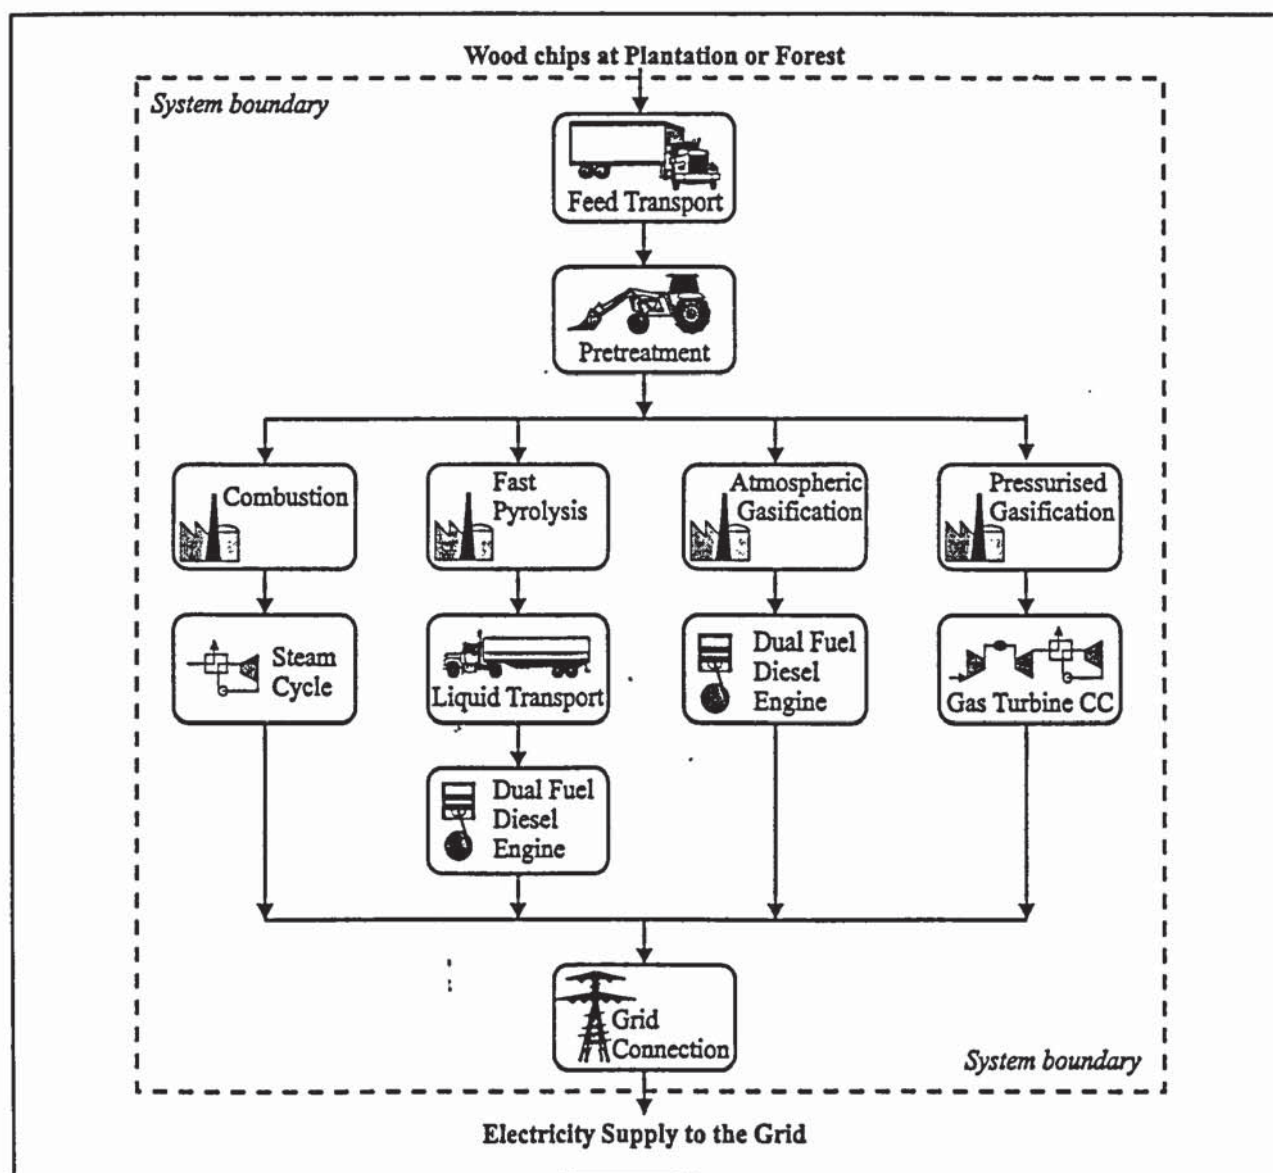 Wood chips at Plantation or Forest
System boundary
Feed Transport
Pretreatment
Combustion
Fast
Pyrolysis
Atmospheric
Gasification
Pressurised
Gasification
Steam
Cycle
Liquid Transport
Dual Fuel
Diesel
Engine
Gas Turbine CC
Dual Fuel
Diesel
Engine
Grid
Connection
System boundary
Electricity Supply to the Grid